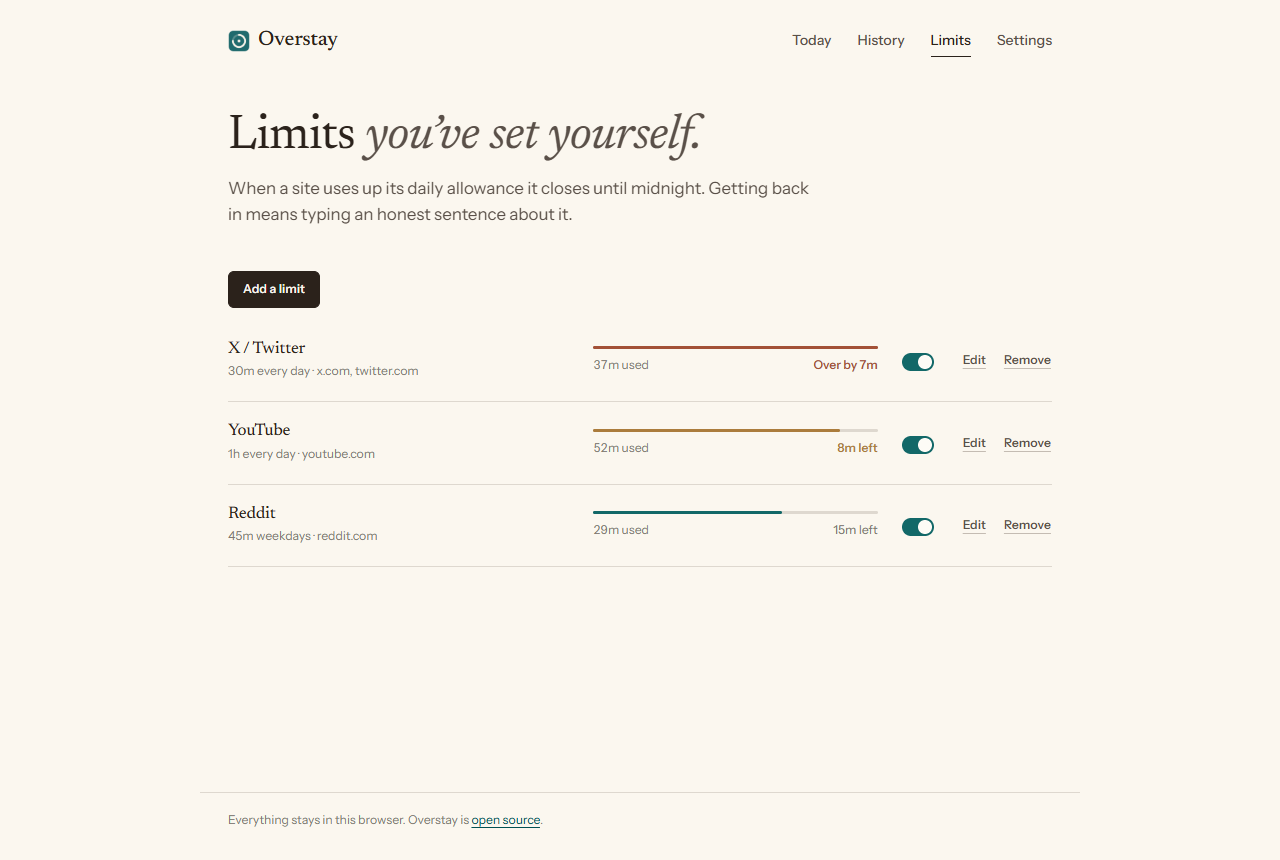 Overstay
Today History Limits Settings
Limits you’ve set yourself.
When a site uses up its daily allowance it closes until midnight. Getting back
in means typing an honest sentence about it.
Add a limit
X / Twitter
30m every day · x.com, twitter.com
37m used
Over by 7m
Edit
Remove
YouTube
1h every day · youtube.com
52m used
8m left
Edit
Remove
Reddit
45m weekdays · reddit.com
29m used
15m left
Edit
Remove
Everything stays in this browser. Overstay is open source.